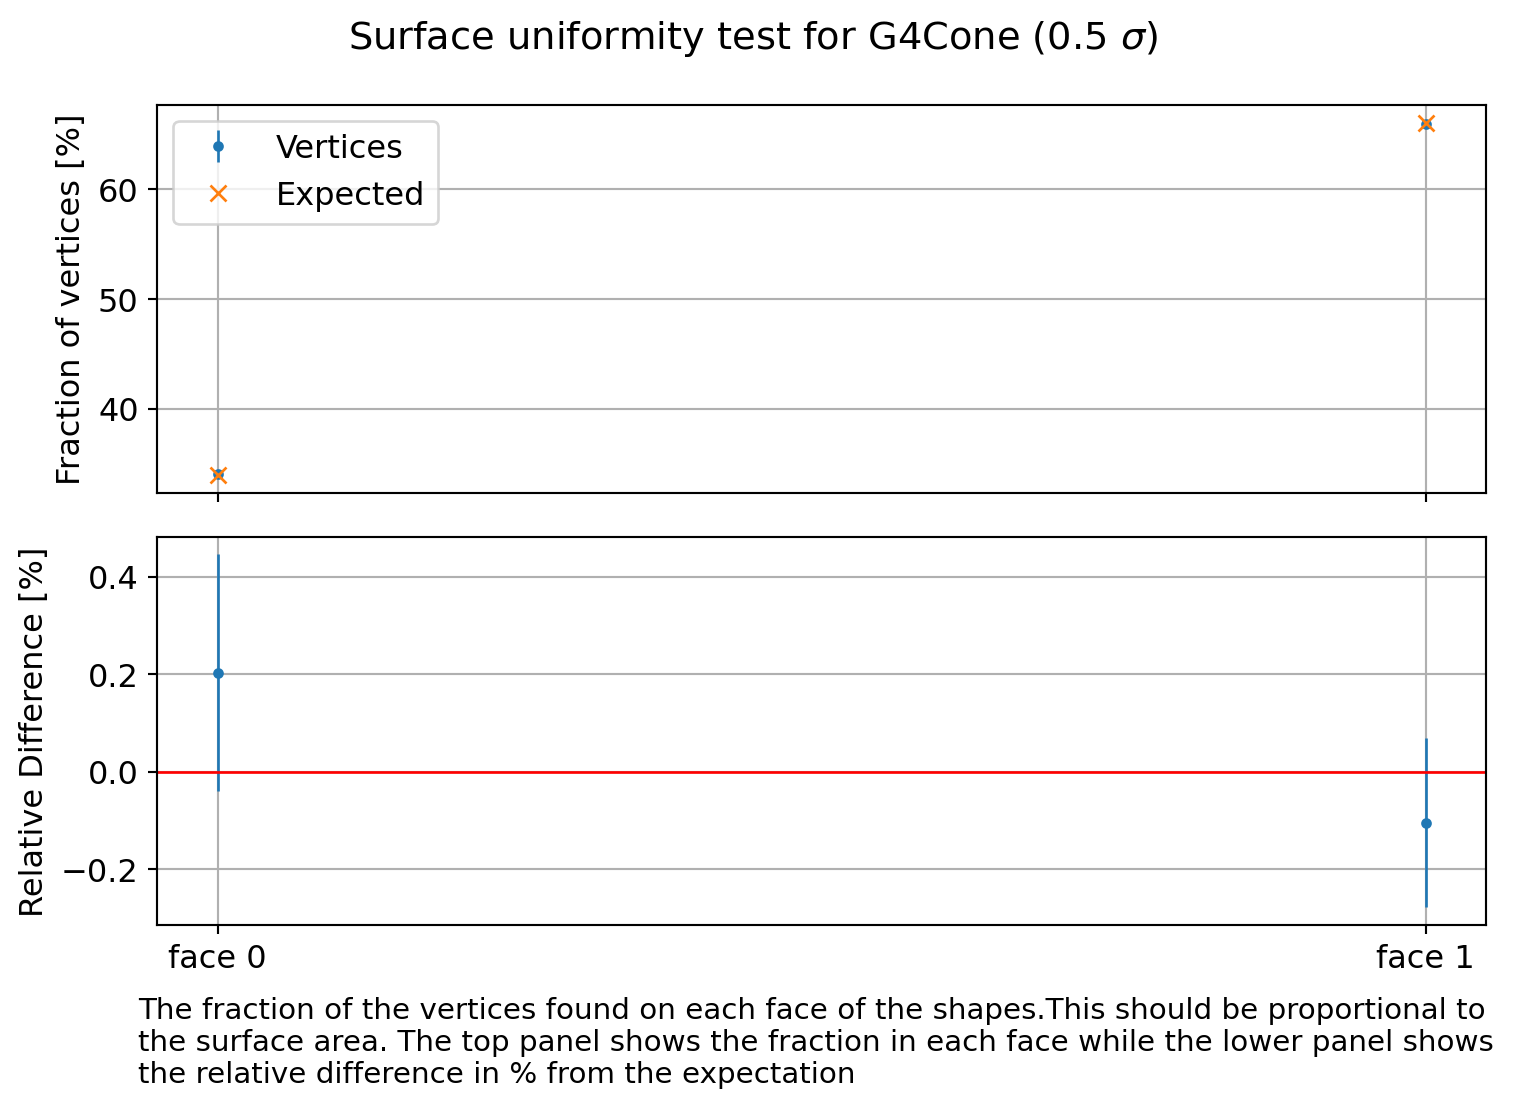 Surface uniformity test for G4Cone (0.5 σ)
Fraction of vertices [%]
60
50
40
Vertices
Expected
Relative Difference [%]
0.4
0.2
0.0
−0.2
face 0
face 1
The fraction of the vertices found on each face of the shapes.This should be proportional to
the surface area. The top panel shows the fraction in each face while the lower panel shows
the relative difference in % from the expectation